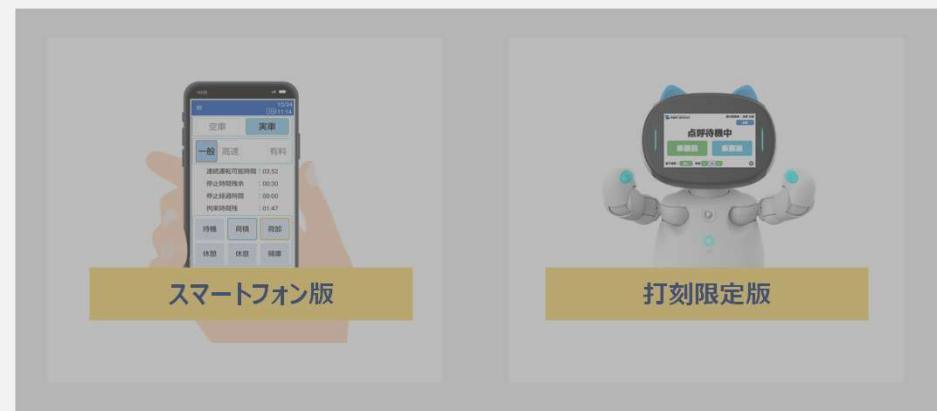 10/24
11:14
空車 実車
一般 高速 有料
連続運転可能時間 : 03:52
停止時間残余 : 00:30
停止経過時間 : 00:00
拘束時間残 : 01:47
待機 荷積 荷卸
休憩 休息
スマートフォン版
点呼待機中
乗務前 乗務後
打刻限定版